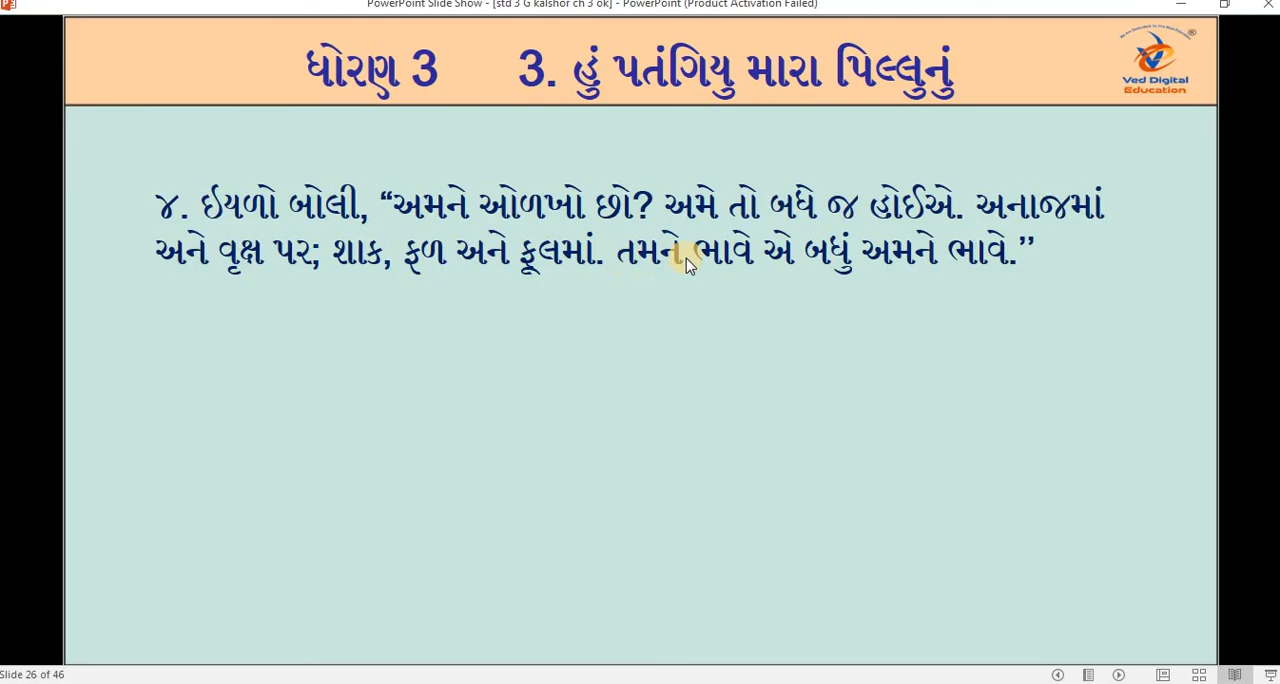 PowerPoint Slide Show - [std 3 G kalshor ch 3 ok] - PowerPoint (Product Activation Failed)
ધોરણ 3 3. હું પતંગિયુ મારા પિલ્લુનું
Ved Digital
Education
૪. ઇયળો બોલી, “અમને ઓળખો છો? અમે તો બધે જ હોઈએ. અનાજમાં
અને વૃક્ષ પર; શાક, ફળ અને ફૂલમાં. તમને ભાવે એ બધું અમને ભાવે.’’
Slide 26 of 46